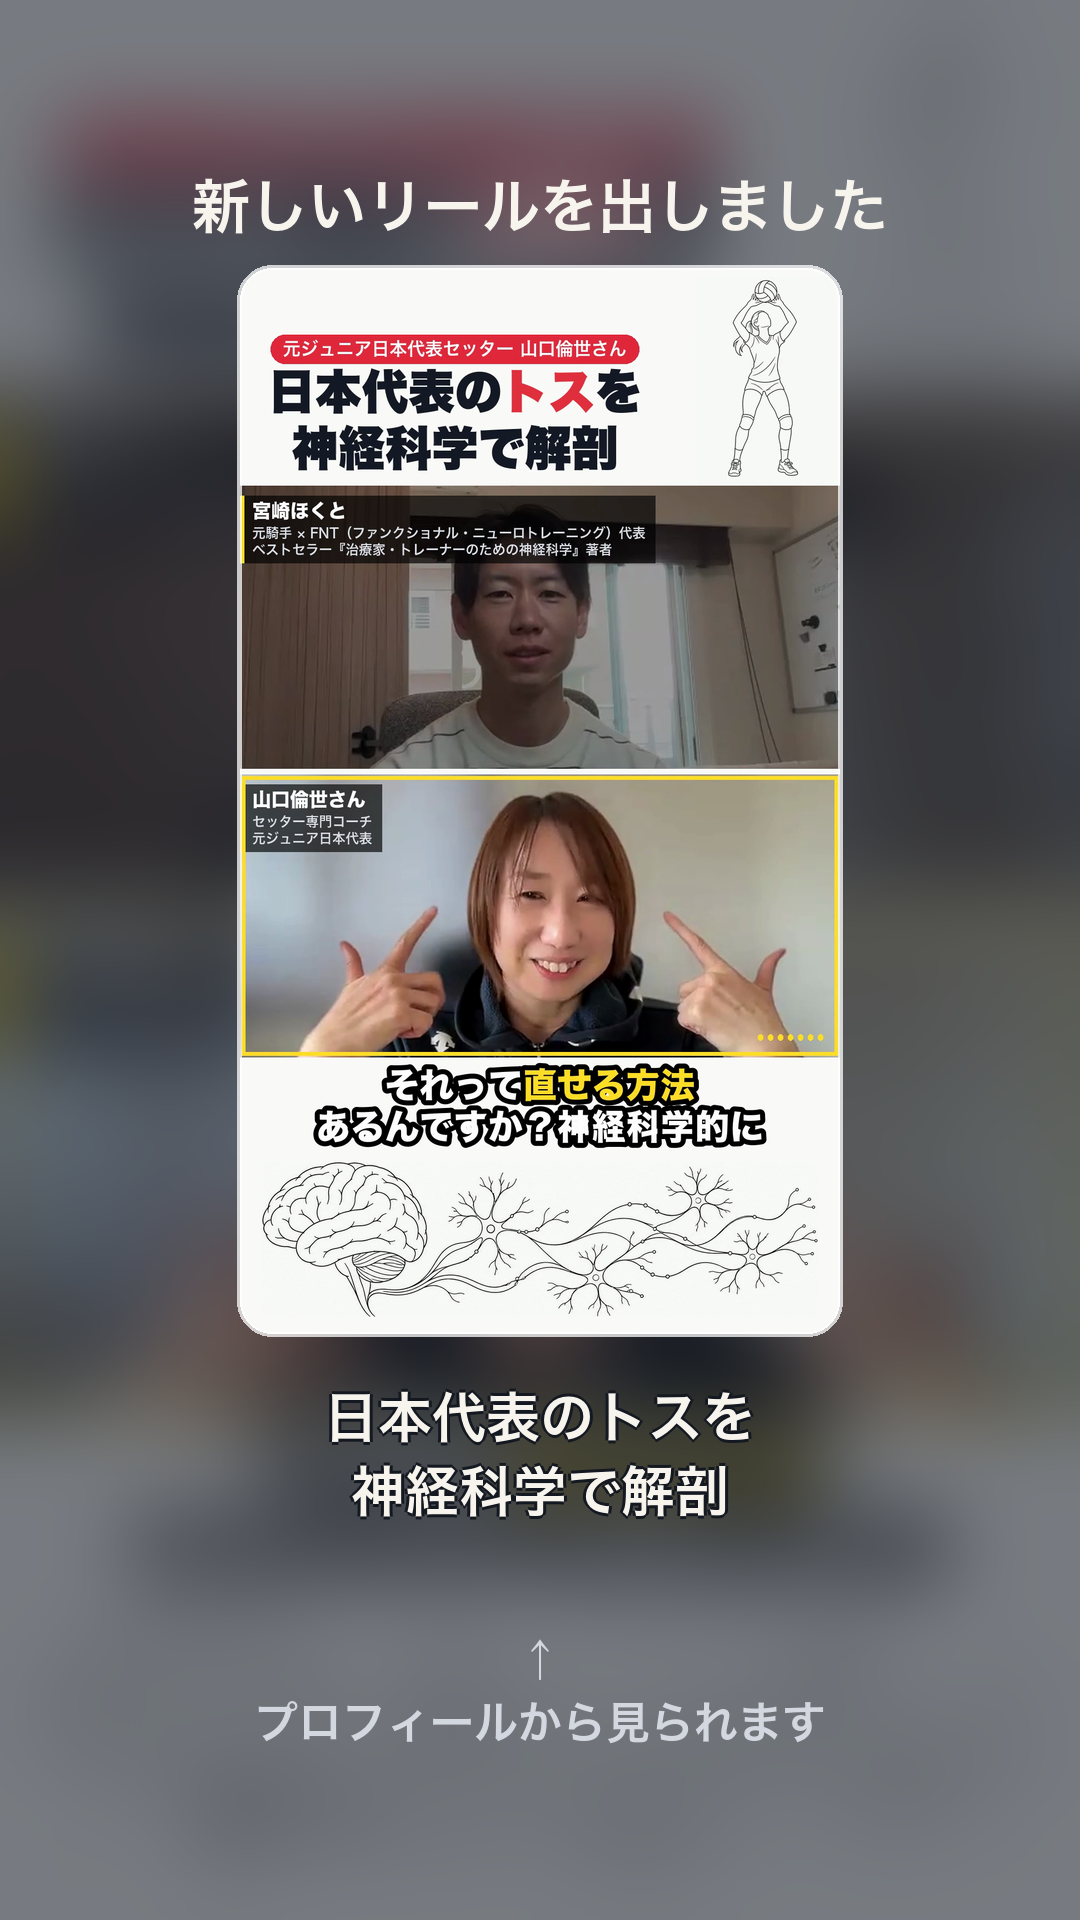 新しいリールを出しました
元ジュニア日本代表セッター 山口倫世さん
日本代表のトスを
神経科学で解剖
宮崎ほくと
元騎手 × FNT（ファンクショナル・ニューロトレーニング）代表
ベストセラー『治療家・トレーナーのための神経科学』著者
山口倫世さん
セッター専門コーチ
元ジュニア日本代表
それって直せる方法
あるんですか？神経科学的に
日本代表のトスを
神経科学で解剖
↑
プロフィールから見られます